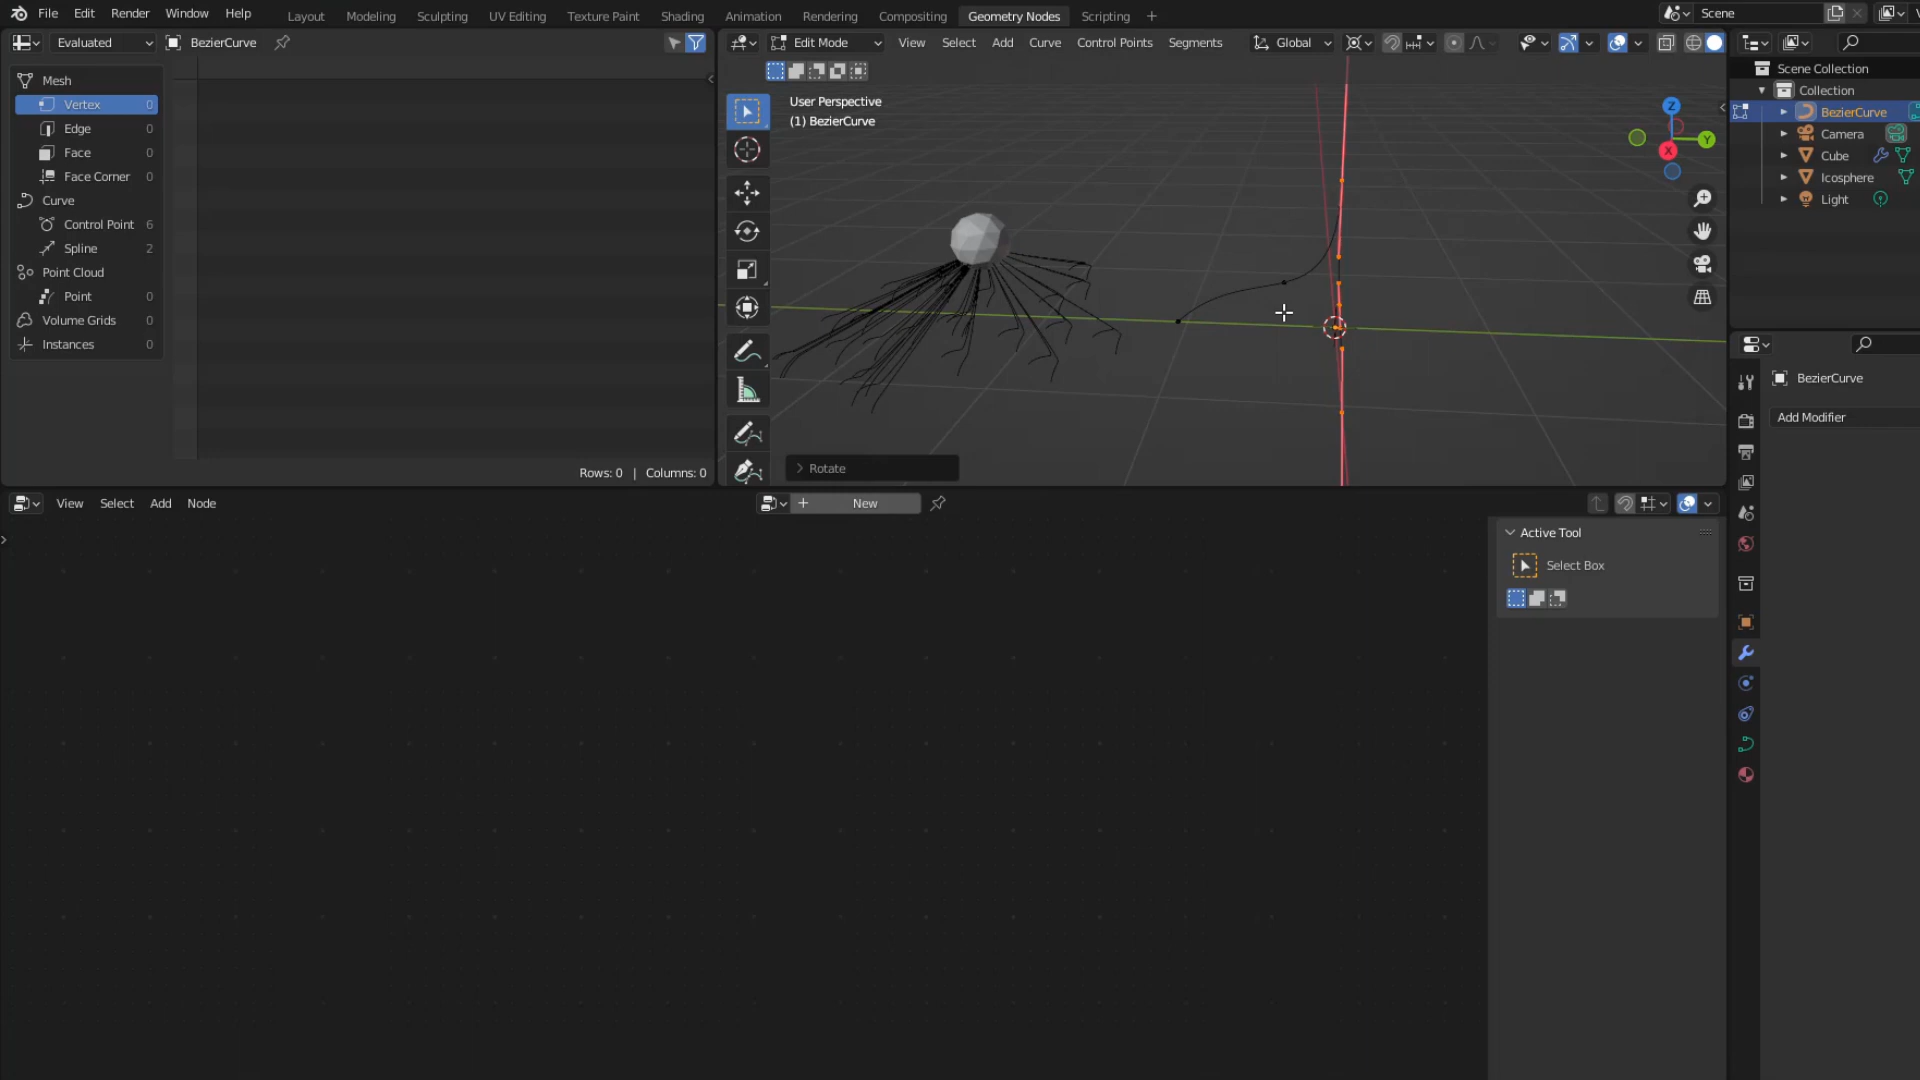 File Edit Render Window Help Layout Modeling Sculpting UV Editing Texture Paint Shading Animation Rendering Compositing Geometry Nodes Scripting Scene
Evaluated BezierCurve
Edit Mode View Select Add Curve Control Points Segments Global
Mesh
Vertex 0
Edge 0
Face 0
Face Corner 0
Curve
Control Point 6
Spline 2
Point Cloud
Point 0
Volume Grids 0
Instances 0
Rows: 0 | Columns: 0
User Perspective
(1) BezierCurve
Z
Y
X
Rotate
Scene Collection
Collection
BezierCurve
Camera
Cube
Icosphere
Light
BezierCurve
Add Modifier
View Select Add Node
New
Active Tool
Select Box